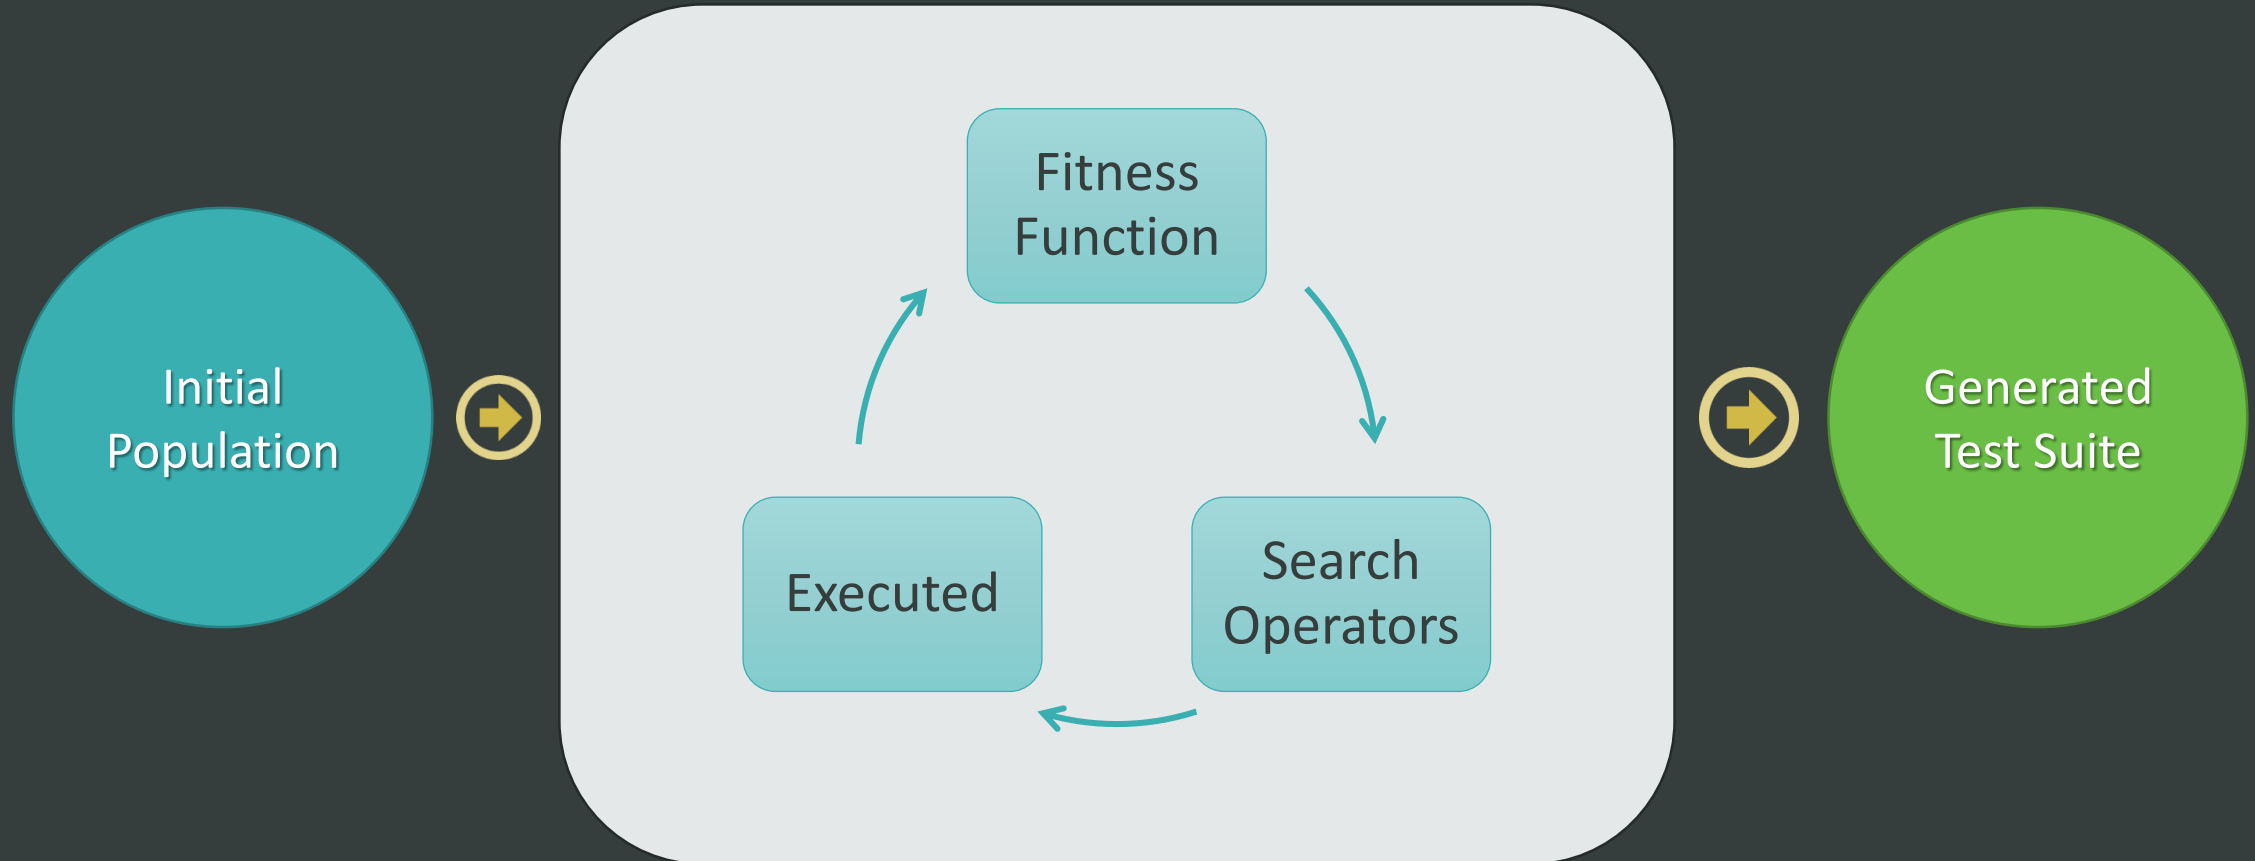 Initial
Population
Fitness
Function
Executed
Search
Operators
Generated
Test Suite